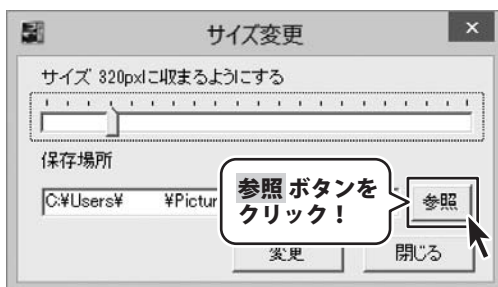 サイズ変更
サイズ 320pxに収まるようにする
保存場所
C:¥Users¥ ¥Pictur
参照 ボタンを
クリック！
参照
変更
閉じる